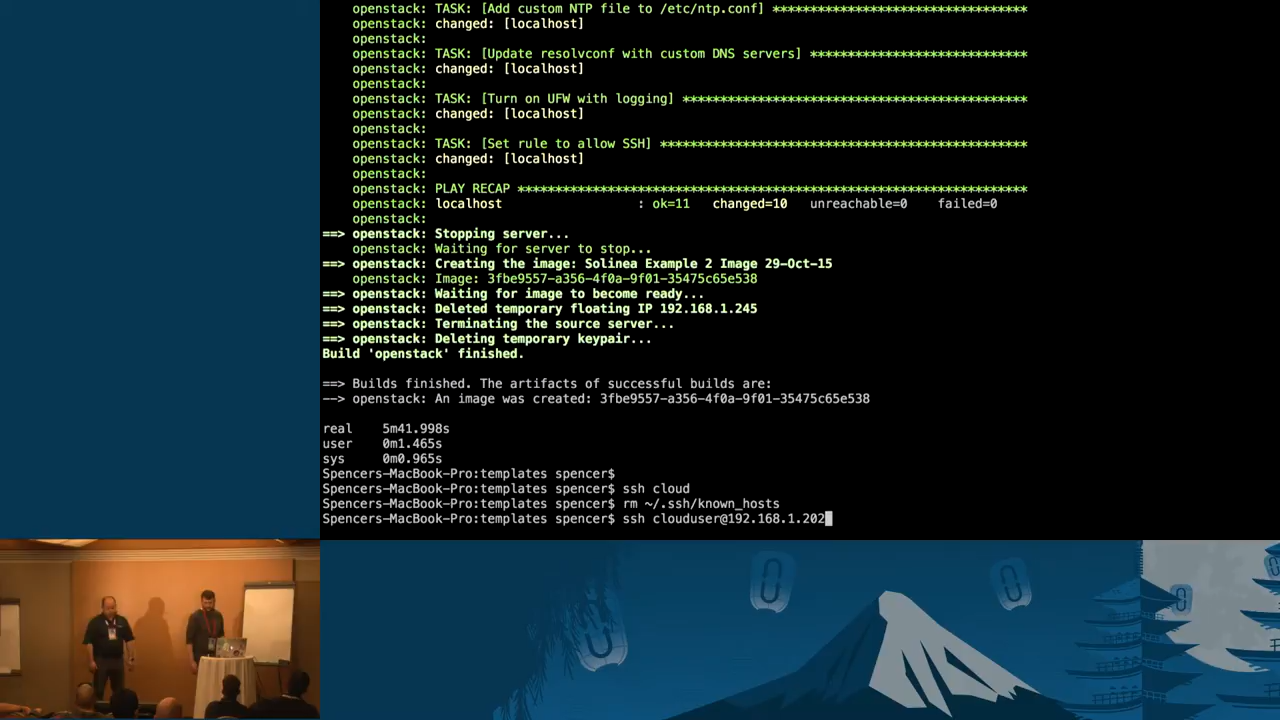 openstack: TASK: [Add custom NTP file to /etc/ntp.conf] **********************************
openstack: changed: [localhost]
openstack:
openstack: TASK: [Update resolvconf with custom DNS servers] *****************************
openstack: changed: [localhost]
openstack:
openstack: TASK: [Turn on UFW with logging] **********************************************
openstack: changed: [localhost]
openstack:
openstack: TASK: [Set rule to allow SSH] *************************************************
openstack: changed: [localhost]
openstack:
openstack: PLAY RECAP ********************************************************************
openstack: localhost                  : ok=11   changed=10   unreachable=0    failed=0
openstack:
==> openstack: Stopping server...
openstack: Waiting for server to stop...
==> openstack: Creating the image: Solinea Example 2 Image 29-Oct-15
openstack: Image: 3fbe9557-a356-4f0a-9f01-35475c65e538
==> openstack: Waiting for image to become ready...
==> openstack: Deleted temporary floating IP 192.168.1.245
==> openstack: Terminating the source server...
==> openstack: Deleting temporary keypair...
Build 'openstack' finished.
==> Builds finished. The artifacts of successful builds are:
--> openstack: An image was created: 3fbe9557-a356-4f0a-9f01-35475c65e538
real    5m41.998s
user    0m1.465s
sys     0m0.965s
Spencers-MacBook-Pro:templates spencer$
Spencers-MacBook-Pro:templates spencer$ ssh cloud
Spencers-MacBook-Pro:templates spencer$ rm ~/.ssh/known_hosts
Spencers-MacBook-Pro:templates spencer$ ssh clouduser@192.168.1.202